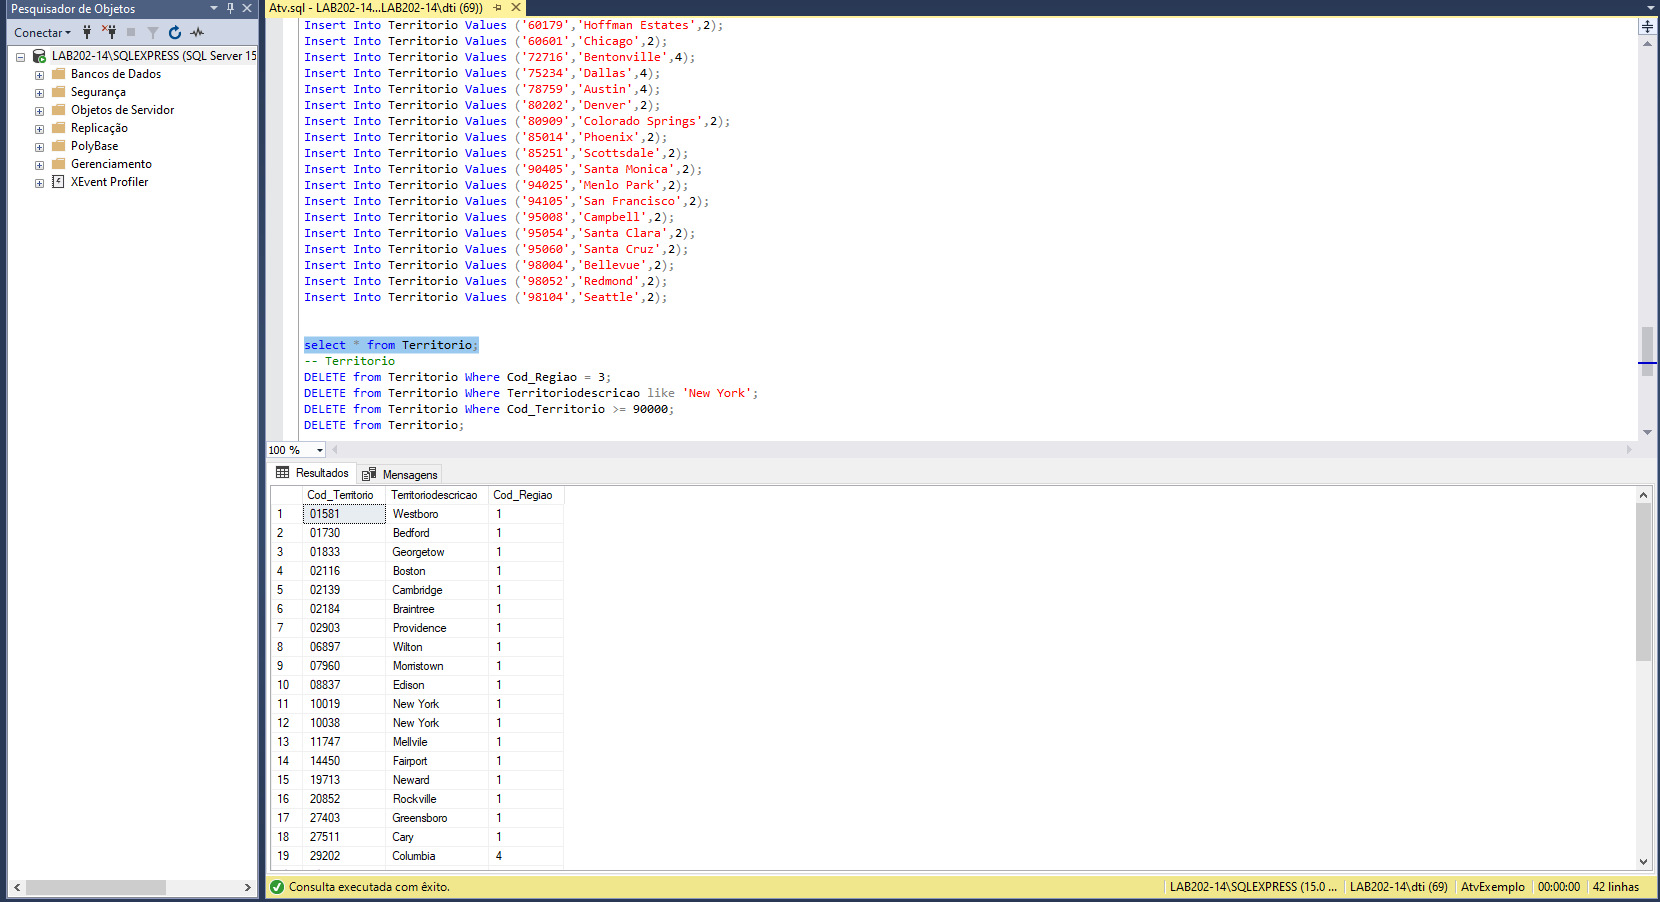 Pesquisador de Objetos
Conectar
LAB202-14\SQLEXPRESS (SQL Server 15
Bancos de Dados
Segurança
Objetos de Servidor
Replicação
PolyBase
Gerenciamento
XEvent Profiler
Atv.sql - LAB202-14...LAB202-14\dti (69))
Insert Into Territorio Values ('60179','Hoffman Estates',2);
Insert Into Territorio Values ('60601','Chicago',2);
Insert Into Territorio Values ('72716','Bentonville',4);
Insert Into Territorio Values ('75234','Dallas',4);
Insert Into Territorio Values ('78759','Austin',4);
Insert Into Territorio Values ('80202','Denver',2);
Insert Into Territorio Values ('80909','Colorado Springs',2);
Insert Into Territorio Values ('85014','Phoenix',2);
Insert Into Territorio Values ('85251','Scottsdale',2);
Insert Into Territorio Values ('90405','Santa Monica',2);
Insert Into Territorio Values ('94025','Menlo Park',2);
Insert Into Territorio Values ('94105','San Francisco',2);
Insert Into Territorio Values ('95008','Campbell',2);
Insert Into Territorio Values ('95054','Santa Clara',2);
Insert Into Territorio Values ('95060','Santa Cruz',2);
Insert Into Territorio Values ('98004','Bellevue',2);
Insert Into Territorio Values ('98052','Redmond',2);
Insert Into Territorio Values ('98104','Seattle',2);
select * from Territorio;
-- Territorio
DELETE from Territorio Where Cod_Regiao = 3;
DELETE from Territorio Where Territoriodescricao like 'New York';
DELETE from Territorio Where Cod_Territorio >= 90000;
DELETE from Territorio;
100 %
Resultados Mensagens
Cod_Territorio Territoriodescricao Cod_Regiao
1 01581 Westboro 1
2 01730 Bedford 1
3 01833 Georgetow 1
4 02116 Boston 1
5 02139 Cambridge 1
6 02184 Braintree 1
7 02903 Providence 1
8 06897 Wilton 1
9 07960 Morristown 1
10 08837 Edison 1
11 10019 New York 1
12 10038 New York 1
13 11747 Mellvile 1
14 14450 Fairport 1
15 19713 Neward 1
16 20852 Rockville 1
17 27403 Greensboro 1
18 27511 Cary 1
19 29202 Columbia 4
Consulta executada com êxito. LAB202-14\SQLEXPRESS (15.0 ... LAB202-14\dti (69) AtvExemplo 00:00:00 42 linhas